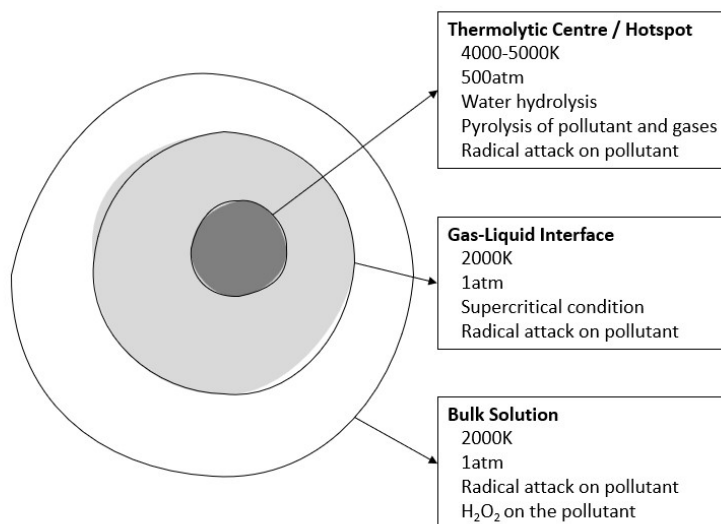 Thermolytic Centre / Hotspot
4000-5000K
500atm
Water hydrolysis
Pyrolysis of pollutant and gases
Radical attack on pollutant
Gas-Liquid Interface
2000K
1atm
Supercritical condition
Radical attack on pollutant
Bulk Solution
2000K
1atm
Radical attack on pollutant
H₂O₂ on the pollutant